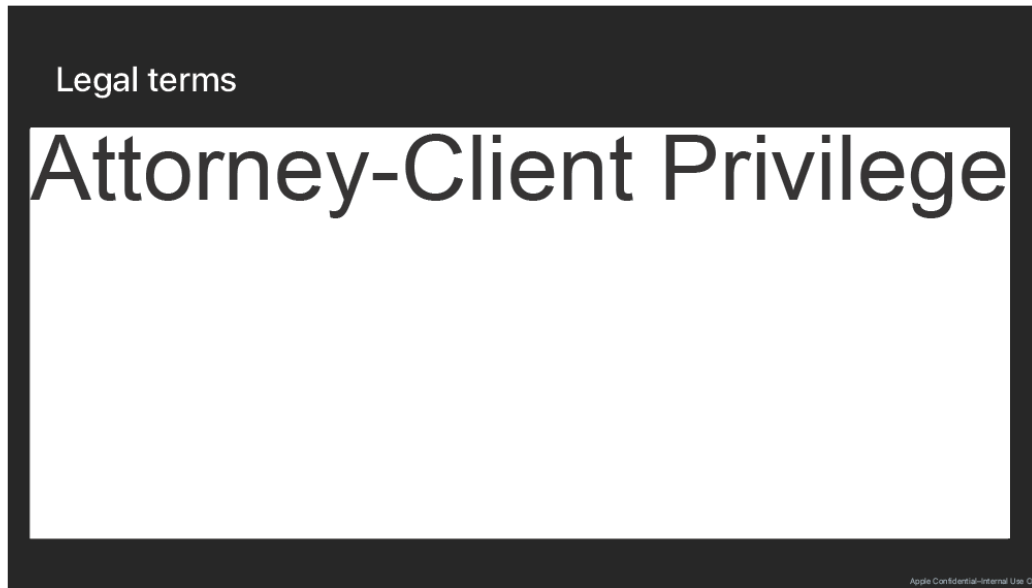 Legal terms
Attorney-Client Privilege
Apple Confidential–Internal Use